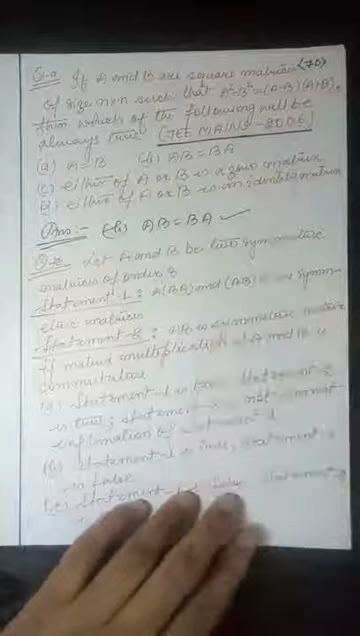 Q.- If A and B are square matrices <70>
of size n×n such that A²-B²=(A-B)(A+B),
then which of the following will be
always true [JEE MAINS-2006]
(a) A=B (b) AB=BA
(c) either of A or B is a zero matrix
(d) either of A or B is an identity matrix
Ans:- (b) AB=BA ✓
Q. Let A and B be two symmetric
matrices of order 3
Statement-1: A(BA) and (AB)A are symm-
etric matrices
Statement-2: AB is symmetric matrix
If matrix multiplication of A and B is
commutative
(a) Statement-1 is true, Statement-2
is true; Statement-2 is not
explanation of Statement-1
(b) Statement-1 is true, Statement-2
is false
(c) Statement-1 is false, Statement-2